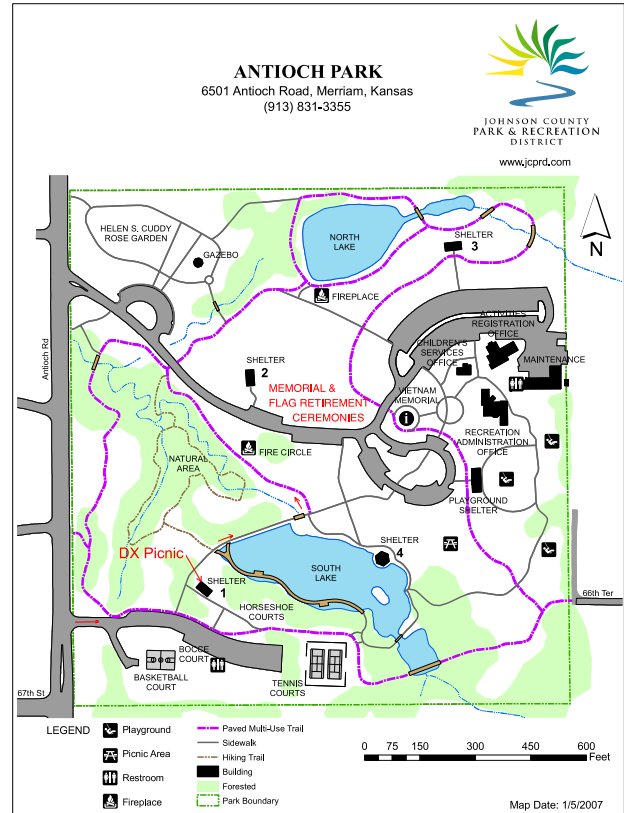 ANTIOCH PARK
6501 Antioch Road, Merriam, Kansas
(913) 831-3355
JOHNSON COUNTY
PARK & RECREATION
DISTRICT
www.jcprd.com
HELEN S. CUDDY
ROSE GARDEN
GAZEBO
NORTH
LAKE
SHELTER
3
N
FIREPLACE
ACTIVITIES
REGISTRATION
OFFICE
CHILDREN'S
SERVICES
OFFICE
MAINTENANCE
Antioch Rd
SHELTER
2
MEMORIAL &
FLAG RETIREMENT
CEREMONIES
VIETNAM
MEMORIAL
i
RECREATION
ADMINISTRATION
OFFICE
FIRE CIRCLE
NATURAL
AREA
PLAYGROUND
SHELTER
DX Picnic
SHELTER
4
SOUTH
LAKE
SHELTER
1
HORSESHOE
COURTS
66th Ter
BOCCE
COURT
BASKETBALL
COURT
TENNIS
COURTS
67th St
LEGEND
Playground
Picnic Area
Restroom
Fireplace
Paved Multi-Use Trail
Sidewalk
Hiking Trail
Building
Forested
Park Boundary
0 75 150 300 450 600
Feet
Map Date: 1/5/2007